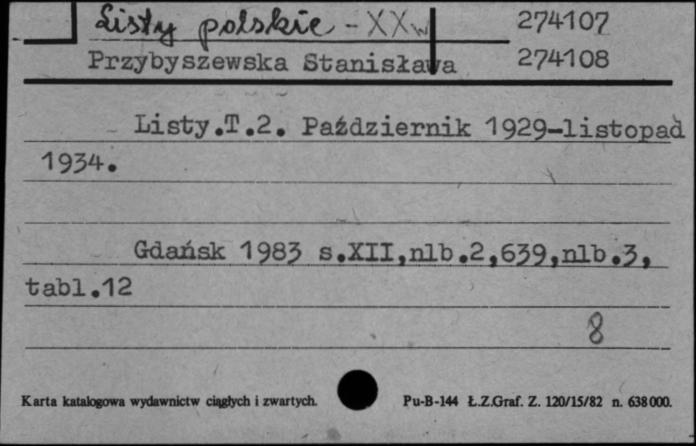 Listy polskie - XXw 274107
Przybyszewska Stanisława 274108
Listy.T.2. Październik 1929-listopad
1934.
Gdańsk 1983 s.XII,nlb.2,639,nlb.3,
tabl.12
8
Karta katalogowa wydawnictw ciągłych i zwartych. Pu-B-144 Ł.Z.Graf. Z. 120/15/82 n. 638000.